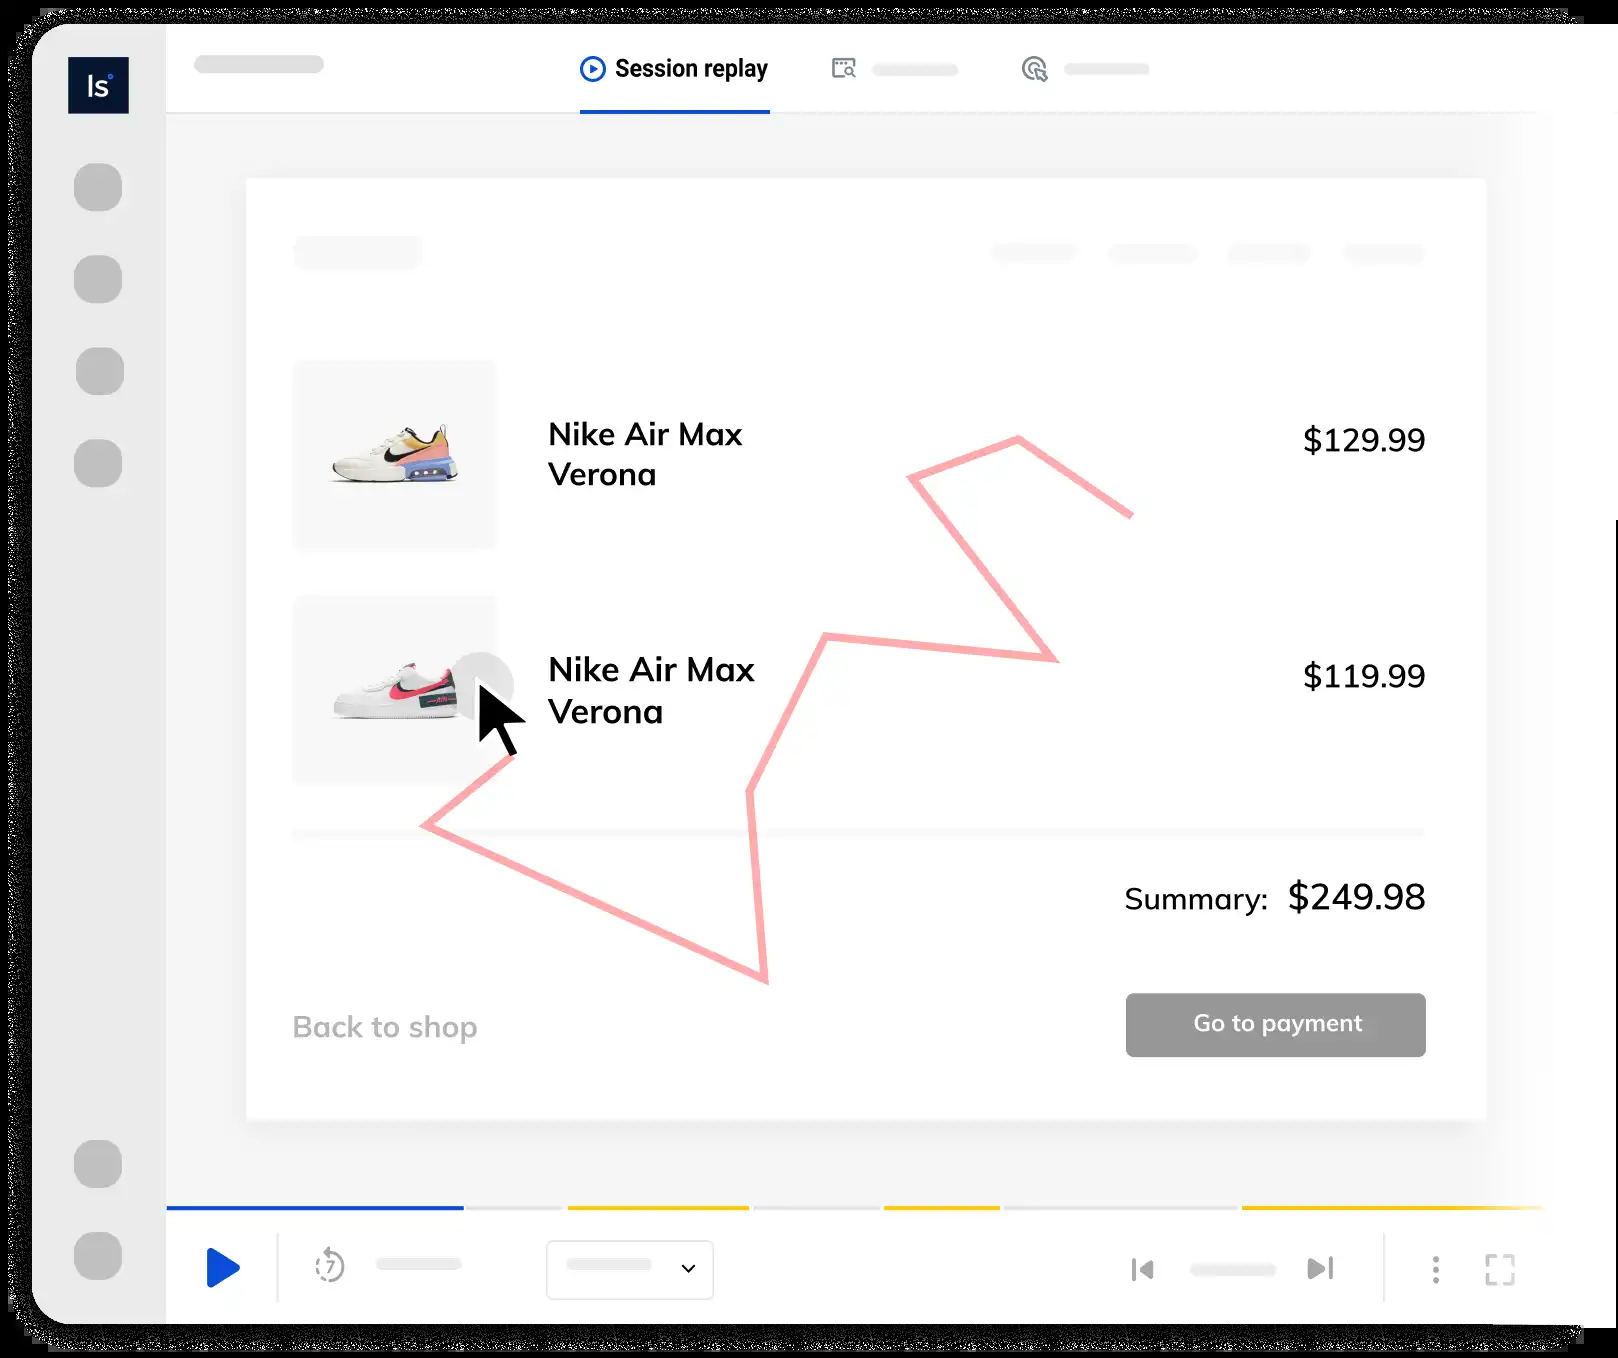 ls
Session replay
Nike Air Max
Verona
$129.99
Nike Air Max
Verona
$119.99
Summary: $249.98
Back to shop
Go to payment
7